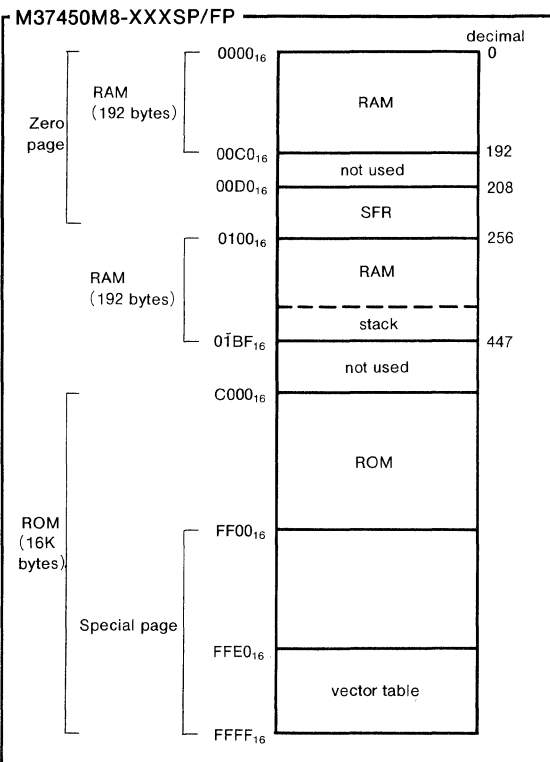 M37450M8-XXXSP/FP
decimal
0000₁₆
0
RAM
(192 bytes)
RAM
Zero
page
00C0₁₆
192
not used
00D0₁₆
208
SFR
0100₁₆
256
RAM
(192 bytes)
RAM
stack
01BF₁₆
447
not used
C000₁₆
ROM
ROM
(16K
bytes)
FF00₁₆
Special page
FFE0₁₆
vector table
FFFF₁₆